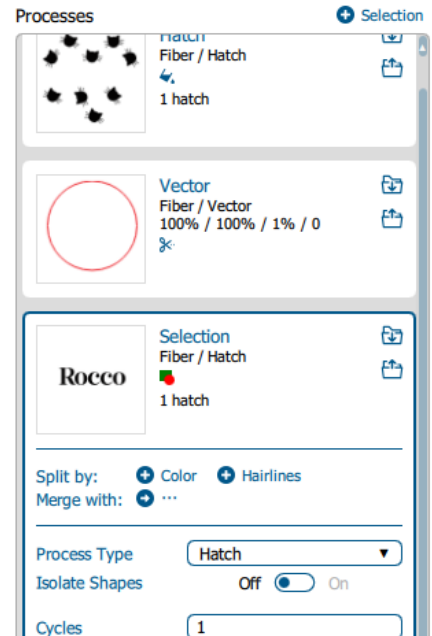 Processes
Selection
Hatch
Fiber / Hatch
1 hatch
Vector
Fiber / Vector
100% / 100% / 1% / 0
Rocco
Selection
Fiber / Hatch
1 hatch
Split by: Color Hairlines
Merge with: ...
Process Type Hatch
Isolate Shapes Off On
Cycles 1